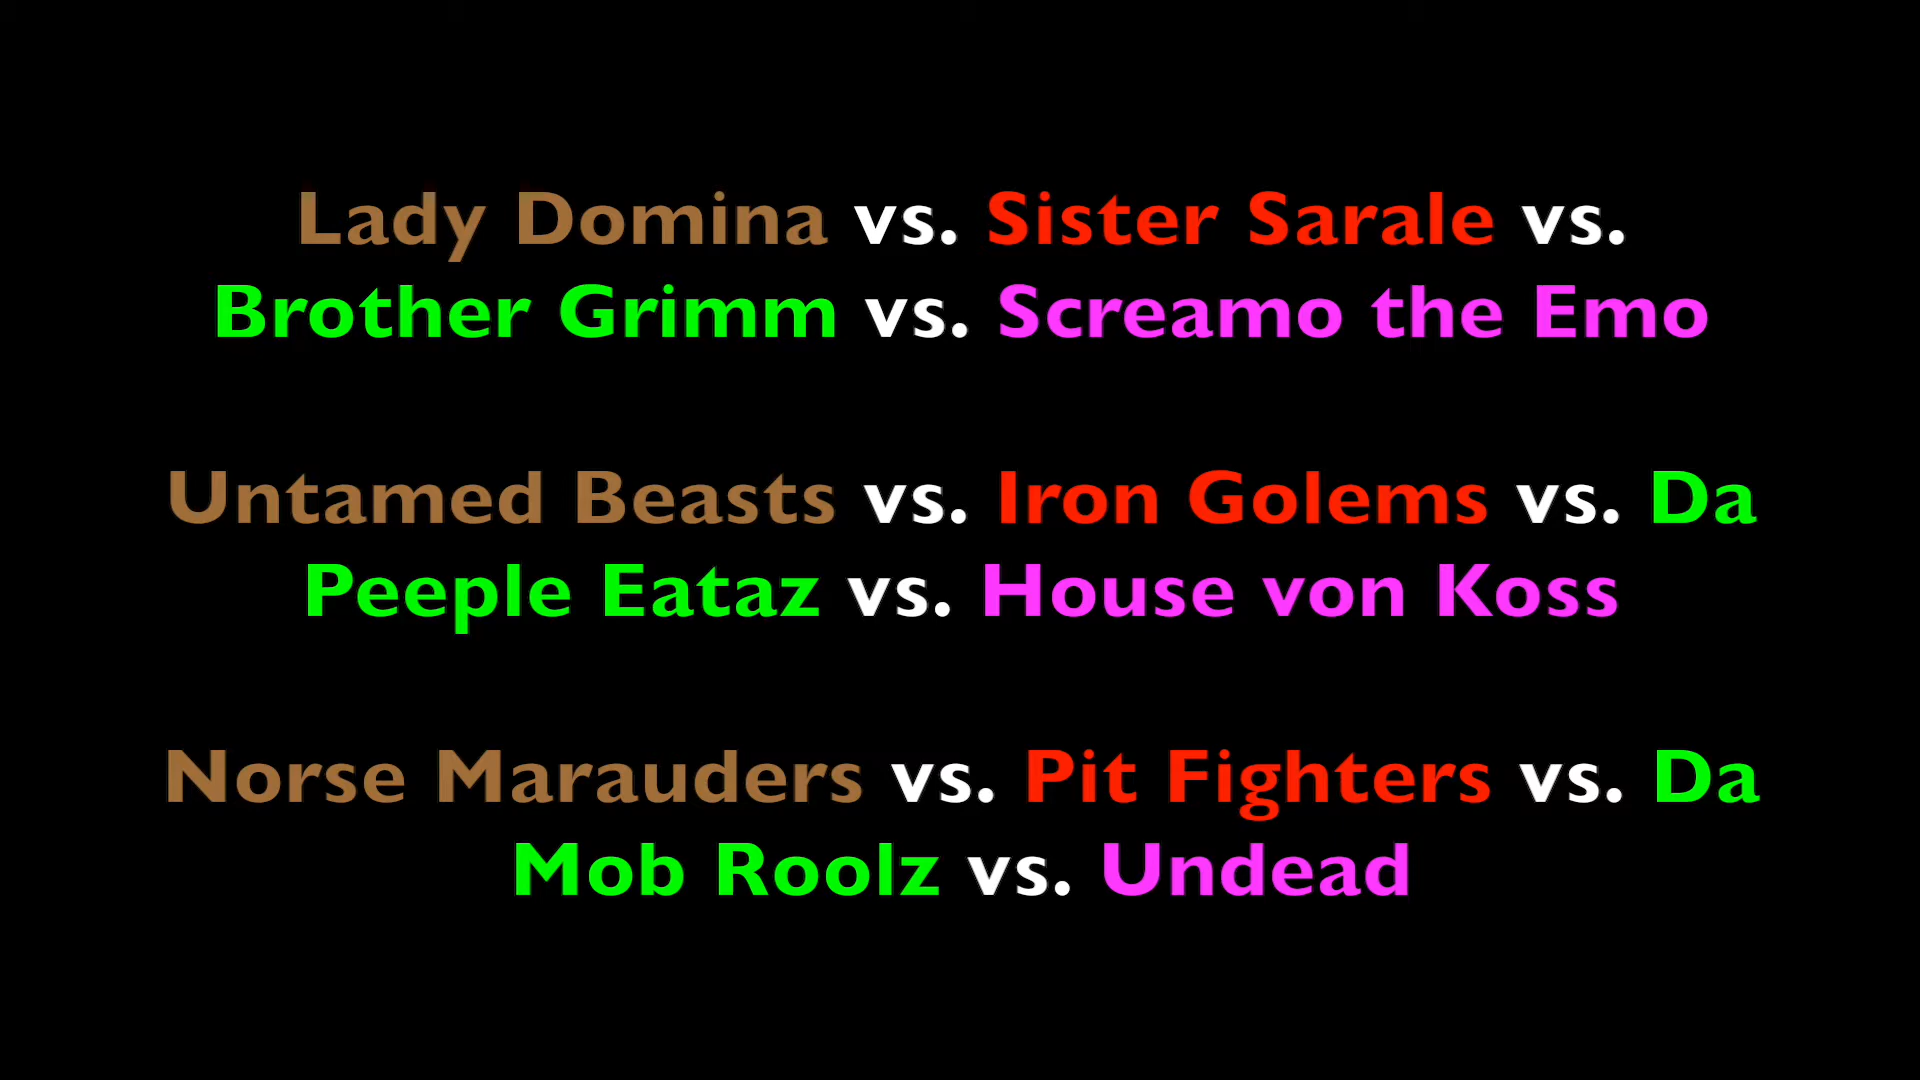 Lady Domina vs. Sister Sarale vs.
Brother Grimm vs. Screamo the Emo
Untamed Beasts vs. Iron Golems vs. Da
Peeple Eataz vs. House von Koss
Norse Marauders vs. Pit Fighters vs. Da
Mob Roolz vs. Undead